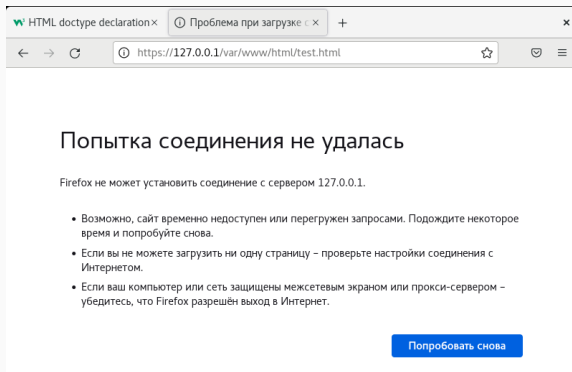 HTML doctype declaration
Проблема при загрузке с
https://127.0.0.1/var/www/html/test.html
Попытка соединения не удалась
Firefox не может установить соединение с сервером 127.0.0.1.
• Возможно, сайт временно недоступен или перегружен запросами. Подождите некоторое
время и попробуйте снова.
• Если вы не можете загрузить ни одну страницу – проверьте настройки соединения с
Интернетом.
• Если ваш компьютер или сеть защищены межсетевым экраном или прокси-сервером –
убедитесь, что Firefox разрешён выход в Интернет.
Попробовать снова